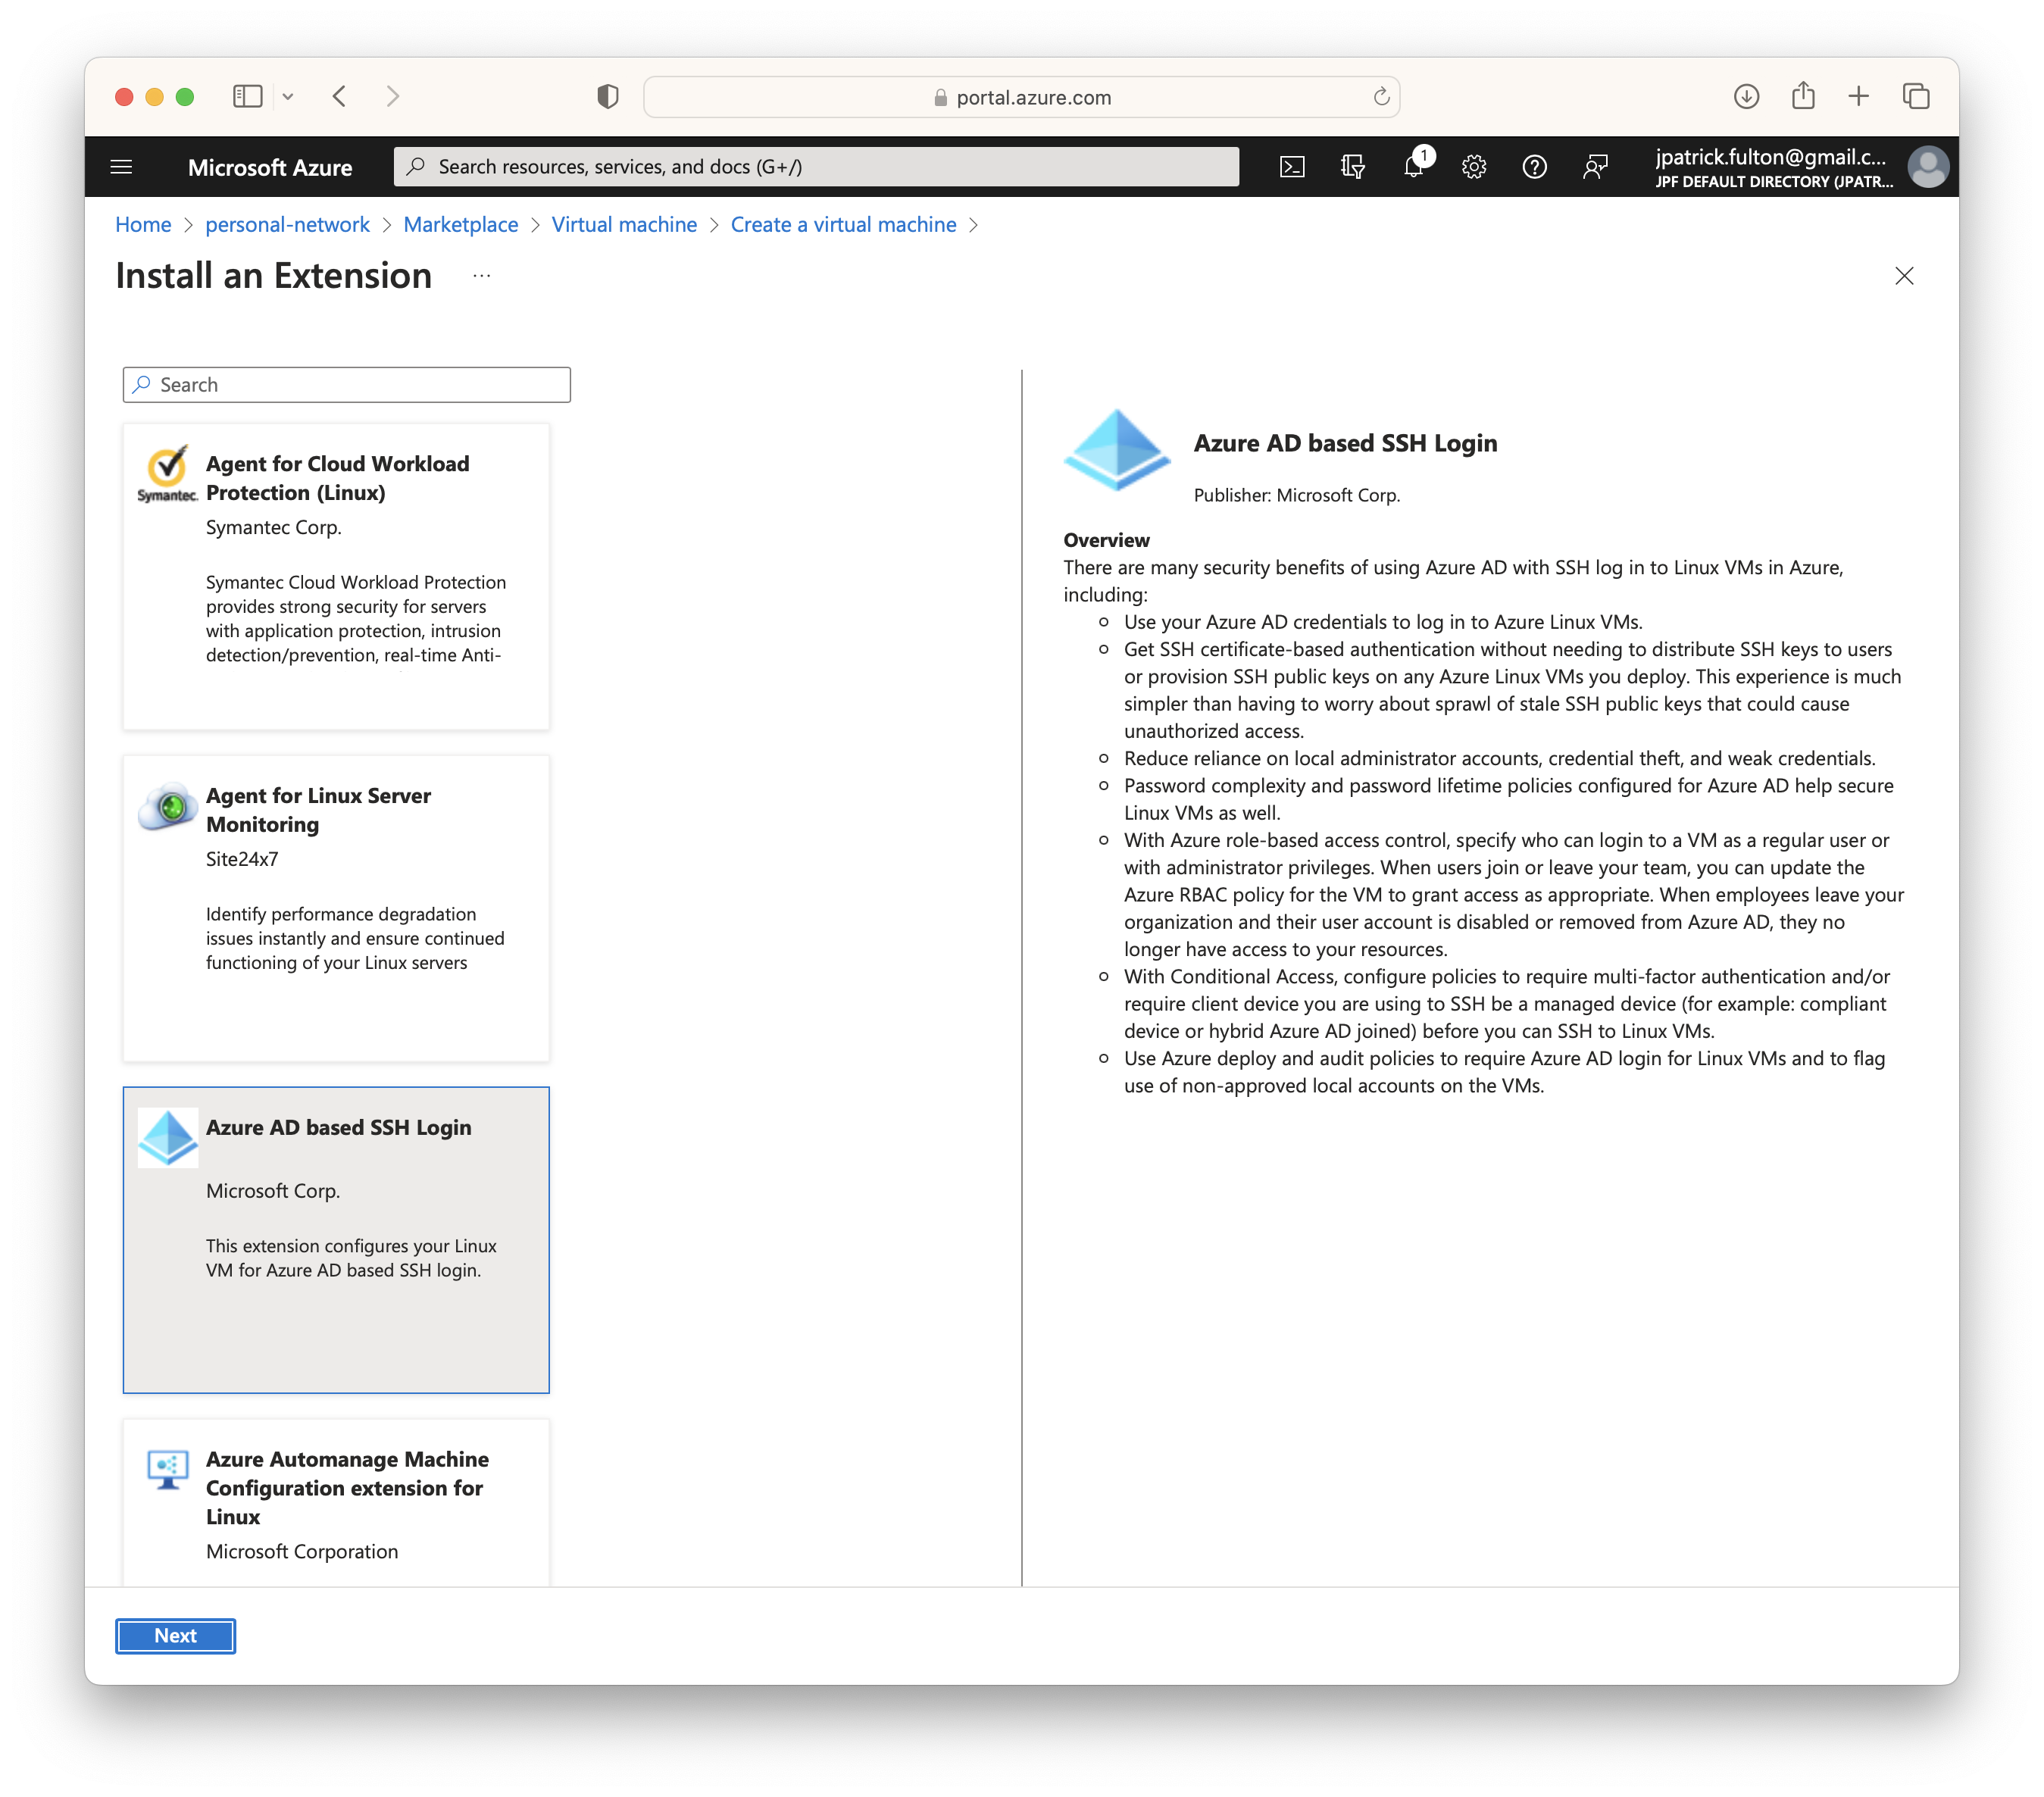 portal.azure.com
Microsoft Azure
Search resources, services, and docs (G+/)
1
jpatrick.fulton@gmail.c...
JPF DEFAULT DIRECTORY (JPATR...
Home > personal-network > Marketplace > Virtual machine > Create a virtual machine >
Install an Extension ...
Search
Symantec.
Agent for Cloud Workload
Protection (Linux)
Symantec Corp.
Symantec Cloud Workload Protection
provides strong security for servers
with application protection, intrusion
detection/prevention, real-time Anti-
Agent for Linux Server
Monitoring
Site24x7
Identify performance degradation
issues instantly and ensure continued
functioning of your Linux servers
Azure AD based SSH Login
Microsoft Corp.
This extension configures your Linux
VM for Azure AD based SSH login.
Azure Automanage Machine
Configuration extension for
Linux
Microsoft Corporation
Azure AD based SSH Login
Publisher: Microsoft Corp.
Overview
There are many security benefits of using Azure AD with SSH log in to Linux VMs in Azure,
including:
Use your Azure AD credentials to log in to Azure Linux VMs.
Get SSH certificate-based authentication without needing to distribute SSH keys to users
or provision SSH public keys on any Azure Linux VMs you deploy. This experience is much
simpler than having to worry about sprawl of stale SSH public keys that could cause
unauthorized access.
Reduce reliance on local administrator accounts, credential theft, and weak credentials.
Password complexity and password lifetime policies configured for Azure AD help secure
Linux VMs as well.
With Azure role-based access control, specify who can login to a VM as a regular user or
with administrator privileges. When users join or leave your team, you can update the
Azure RBAC policy for the VM to grant access as appropriate. When employees leave your
organization and their user account is disabled or removed from Azure AD, they no
longer have access to your resources.
With Conditional Access, configure policies to require multi-factor authentication and/or
require client device you are using to SSH be a managed device (for example: compliant
device or hybrid Azure AD joined) before you can SSH to Linux VMs.
Use Azure deploy and audit policies to require Azure AD login for Linux VMs and to flag
use of non-approved local accounts on the VMs.
Next